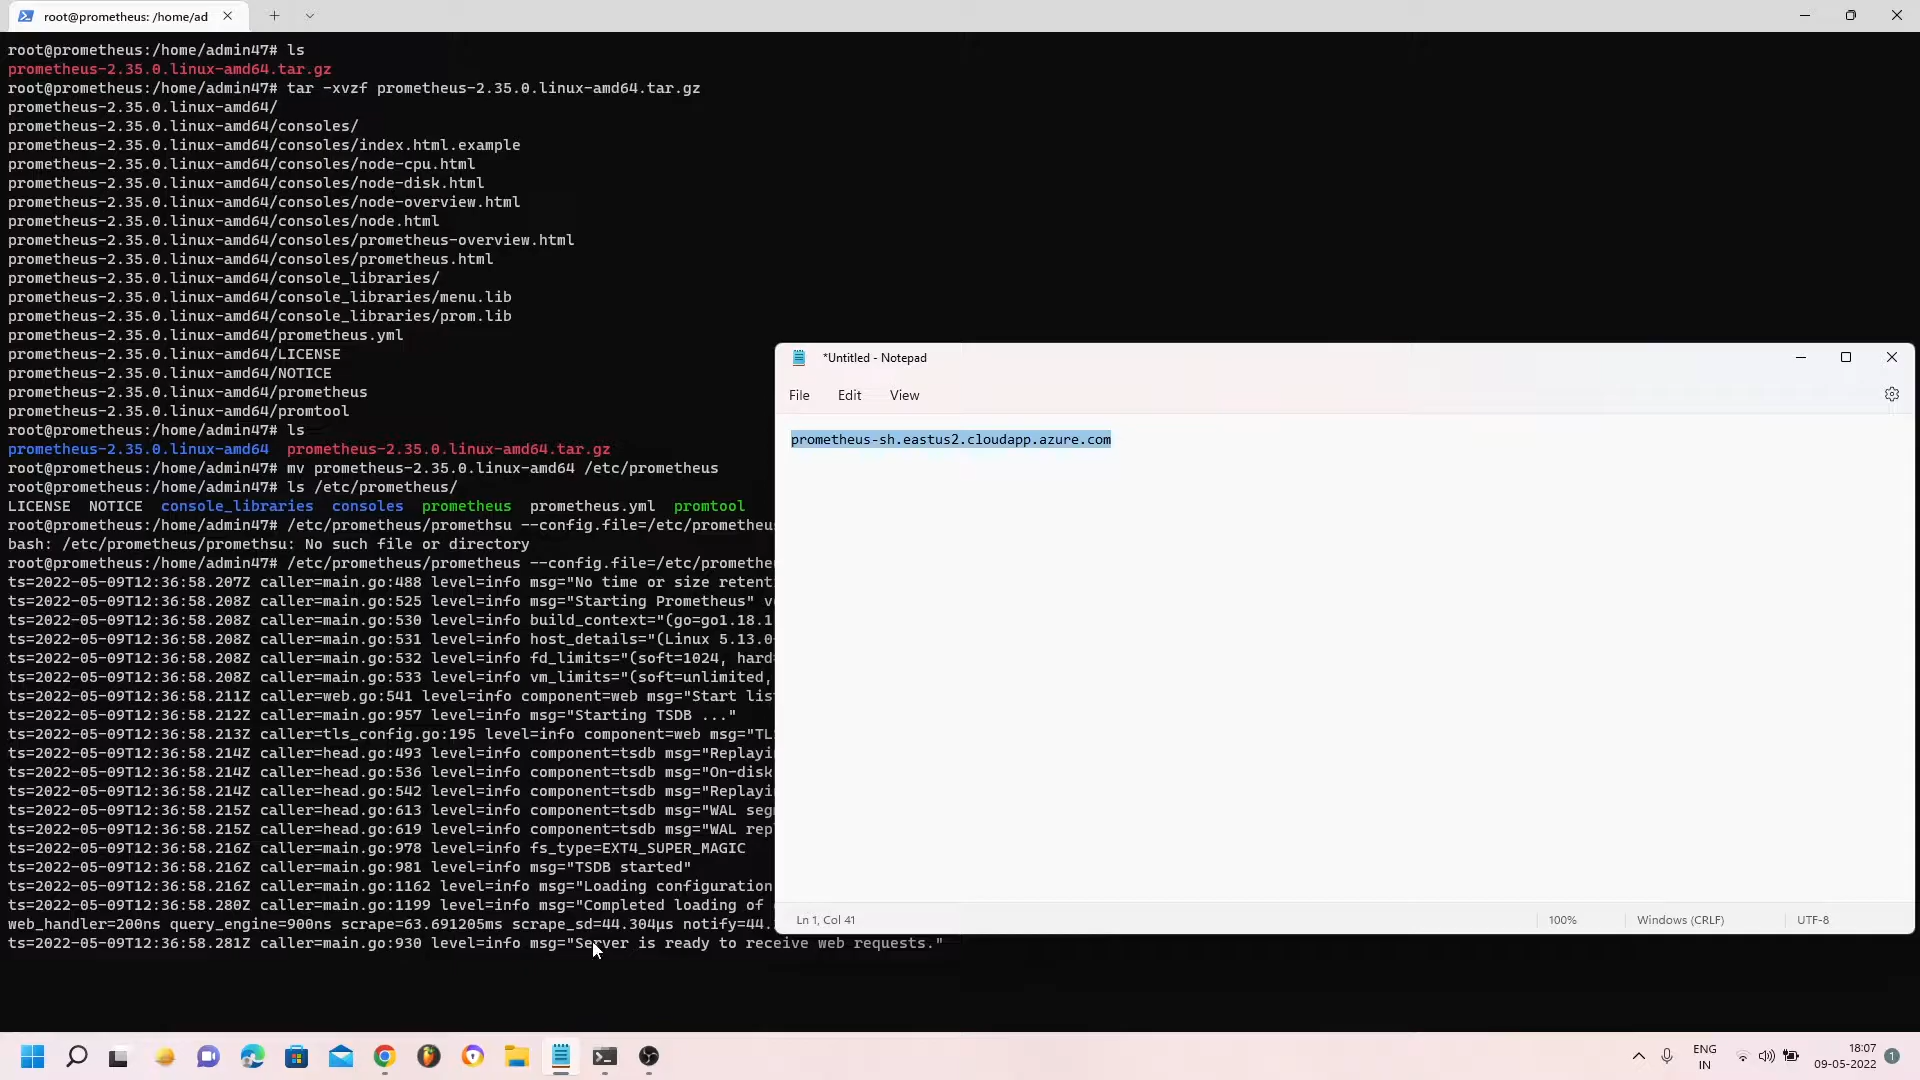 root@prometheus: /home/ad
root@prometheus:/home/admin47# ls
prometheus-2.35.0.linux-amd64.tar.gz
root@prometheus:/home/admin47# tar -xvzf prometheus-2.35.0.linux-amd64.tar.gz
prometheus-2.35.0.linux-amd64/
prometheus-2.35.0.linux-amd64/consoles/
prometheus-2.35.0.linux-amd64/consoles/index.html.example
prometheus-2.35.0.linux-amd64/consoles/node-cpu.html
prometheus-2.35.0.linux-amd64/consoles/node-disk.html
prometheus-2.35.0.linux-amd64/consoles/node-overview.html
prometheus-2.35.0.linux-amd64/consoles/node.html
prometheus-2.35.0.linux-amd64/consoles/prometheus-overview.html
prometheus-2.35.0.linux-amd64/consoles/prometheus.html
prometheus-2.35.0.linux-amd64/console_libraries/
prometheus-2.35.0.linux-amd64/console_libraries/menu.lib
prometheus-2.35.0.linux-amd64/console_libraries/prom.lib
prometheus-2.35.0.linux-amd64/prometheus.yml
prometheus-2.35.0.linux-amd64/LICENSE
prometheus-2.35.0.linux-amd64/NOTICE
prometheus-2.35.0.linux-amd64/prometheus
prometheus-2.35.0.linux-amd64/promtool
root@prometheus:/home/admin47# ls
prometheus-2.35.0.linux-amd64  prometheus-2.35.0.linux-amd64.tar.gz
root@prometheus:/home/admin47# mv prometheus-2.35.0.linux-amd64 /etc/prometheus
root@prometheus:/home/admin47# ls /etc/prometheus/
LICENSE  NOTICE  console_libraries  consoles  prometheus  prometheus.yml  promtool
root@prometheus:/home/admin47# /etc/prometheus/promethsu --config.file=/etc/prometheus
bash: /etc/prometheus/promethsu: No such file or directory
root@prometheus:/home/admin47# /etc/prometheus/prometheus --config.file=/etc/promethe
ts=2022-05-09T12:36:58.207Z caller=main.go:488 level=info msg="No time or size retent
ts=2022-05-09T12:36:58.208Z caller=main.go:525 level=info msg="Starting Prometheus" v
ts=2022-05-09T12:36:58.208Z caller=main.go:530 level=info build_context="(go=go1.18.1
ts=2022-05-09T12:36:58.208Z caller=main.go:531 level=info host_details="(Linux 5.13.0
ts=2022-05-09T12:36:58.208Z caller=main.go:532 level=info fd_limits="(soft=1024, hard
ts=2022-05-09T12:36:58.208Z caller=main.go:533 level=info vm_limits="(soft=unlimited,
ts=2022-05-09T12:36:58.211Z caller=web.go:541 level=info component=web msg="Start lis
ts=2022-05-09T12:36:58.212Z caller=main.go:957 level=info msg="Starting TSDB ..."
ts=2022-05-09T12:36:58.213Z caller=tls_config.go:195 level=info component=web msg="TL
ts=2022-05-09T12:36:58.214Z caller=head.go:493 level=info component=tsdb msg="Replayi
ts=2022-05-09T12:36:58.214Z caller=head.go:536 level=info component=tsdb msg="On-disk
ts=2022-05-09T12:36:58.214Z caller=head.go:542 level=info component=tsdb msg="Replayi
ts=2022-05-09T12:36:58.215Z caller=head.go:613 level=info component=tsdb msg="WAL seg
ts=2022-05-09T12:36:58.215Z caller=head.go:619 level=info component=tsdb msg="WAL rep
ts=2022-05-09T12:36:58.216Z caller=main.go:978 level=info fs_type=EXT4_SUPER_MAGIC
ts=2022-05-09T12:36:58.216Z caller=main.go:981 level=info msg="TSDB started"
ts=2022-05-09T12:36:58.216Z caller=main.go:1162 level=info msg="Loading configuration
ts=2022-05-09T12:36:58.280Z caller=main.go:1199 level=info msg="Completed loading of
web_handler=200ns query_engine=900ns scrape=63.691205ms scrape_sd=44.304µs notify=44.
ts=2022-05-09T12:36:58.281Z caller=main.go:930 level=info msg="Server is ready to receive web requests."
*Untitled - Notepad
File  Edit  View
prometheus-sh.eastus2.cloudapp.azure.com
Ln 1, Col 41  100%  Windows (CRLF)  UTF-8
ENG
IN
18:07
09-05-2022
1